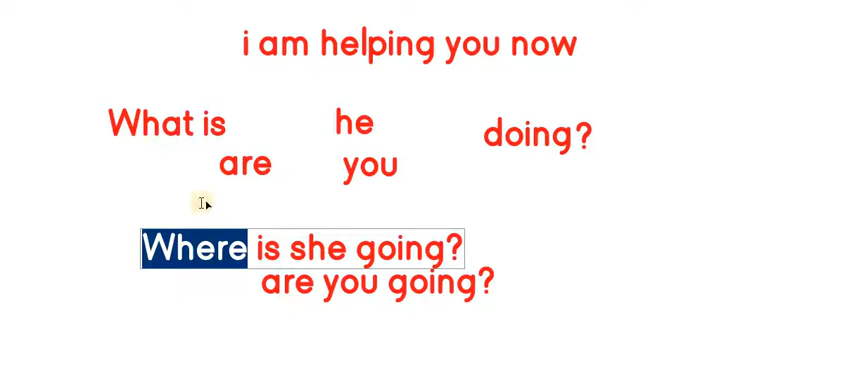 i am helping you now
What is he doing?
are you
Where is she going?
are you going?